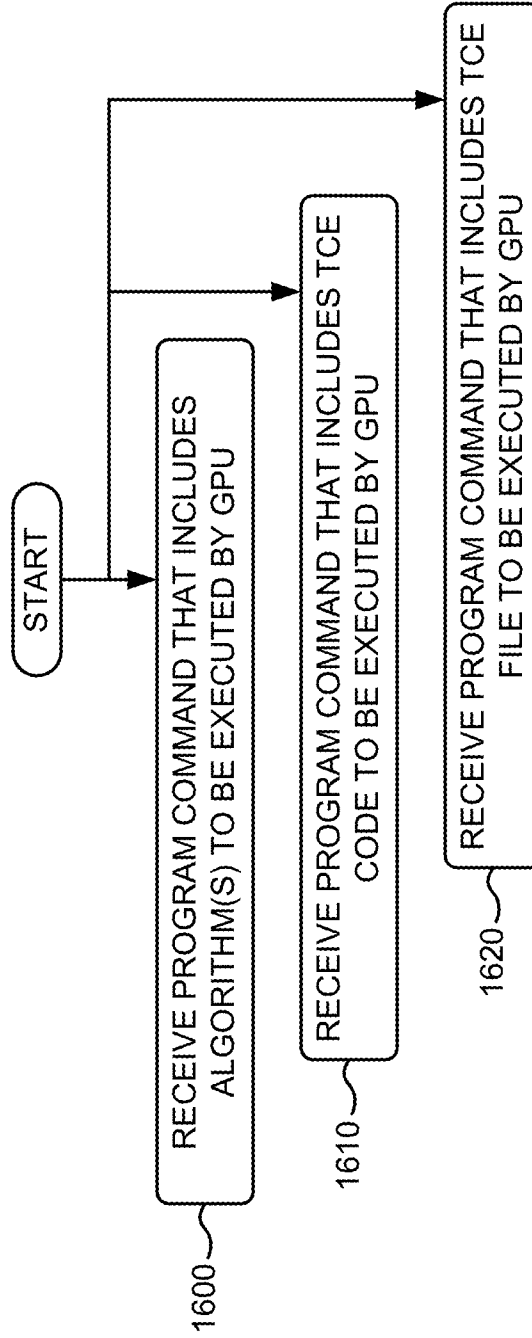 START
RECEIVE PROGRAM COMMAND THAT INCLUDES
ALGORITHM(S) TO BE EXECUTED BY GPU
1600
RECEIVE PROGRAM COMMAND THAT INCLUDES TCE
CODE TO BE EXECUTED BY GPU
1610
RECEIVE PROGRAM COMMAND THAT INCLUDES TCE
FILE TO BE EXECUTED BY GPU
1620